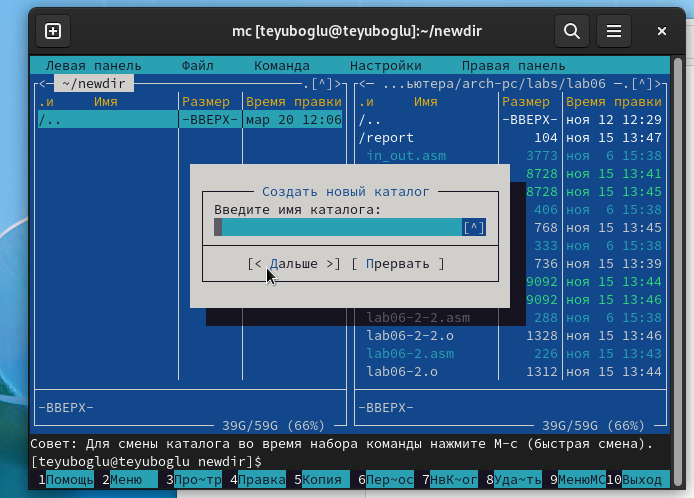 mc [teyuboglu@teyuboglu]:~/newdir
Левая панель Файл Команда Настройки Правая панель
<─ ~/newdir ─.[^]>
<─ ...ьютера/arch-pc/labs/lab06 ─.[^]>
.и Имя Размер Время правки
.и Имя Размер Время правки
/.. -ВВЕРХ- мар 20 12:06
/.. -ВВЕРХ- ноя 12 12:29
/report 104 ноя 15 13:47
in_out.asm 3773 ноя 6 15:38
8728 ноя 15 13:41
8728 ноя 15 13:45
406 ноя 6 15:38
768 ноя 15 13:45
333 ноя 6 15:38
736 ноя 15 13:39
9092 ноя 15 13:44
9092 ноя 15 13:46
lab06-2-2.asm 288 ноя 6 15:38
lab06-2-2.o 1328 ноя 15 13:46
lab06-2.asm 226 ноя 6 13:43
lab06-2.o 1312 ноя 15 13:44
Создать новый каталог
Введите имя каталога:
[^]
[< Дальше >] [ Прервать ]
-ВВЕРХ-
-ВВЕРХ-
39G/59G (66%)
39G/59G (66%)
Совет: Для смены каталога во время набора команды нажмите M-c (быстрая смена).
[teyuboglu@teyuboglu newdir]$
1Помощь 2Меню 3Про~тр 4Правка 5Копия 6Пер~ос 7НвК~ог 8Уда~ть 9МенюMC 10Выход